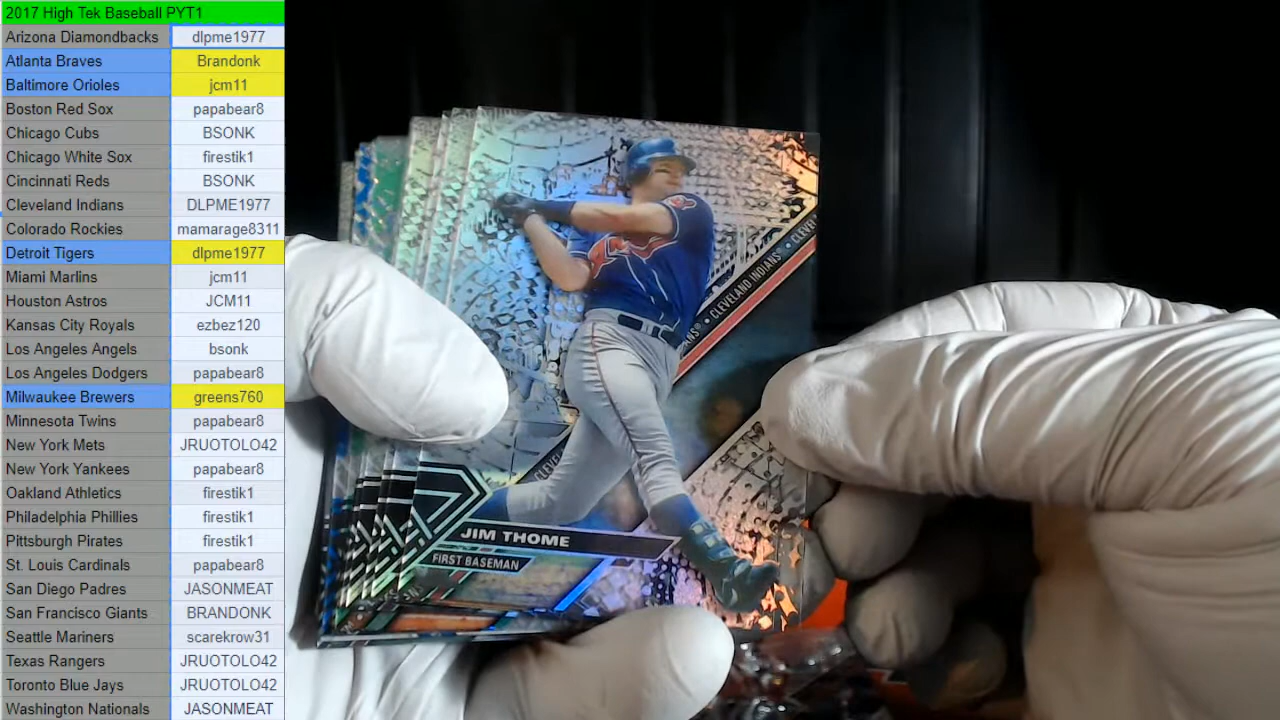 2017 High Tek Baseball PYT1
Arizona Diamondbacks dlpme1977
Atlanta Braves Brandonk
Baltimore Orioles jcm11
Boston Red Sox papabear8
Chicago Cubs BSONK
Chicago White Sox firestik1
Cincinnati Reds BSONK
Cleveland Indians DLPME1977
Colorado Rockies mamarage8311
Detroit Tigers dlpme1977
Miami Marlins jcm11
Houston Astros JCM11
Kansas City Royals ezbez120
Los Angeles Angels bsonk
Los Angeles Dodgers papabear8
Milwaukee Brewers greens760
Minnesota Twins papabear8
New York Mets JRUOTOLO42
New York Yankees papabear8
Oakland Athletics firestik1
Philadelphia Phillies firestik1
Pittsburgh Pirates firestik1
St. Louis Cardinals papabear8
San Diego Padres JASONMEAT
San Francisco Giants BRANDONK
Seattle Mariners scarekrow31
Texas Rangers JRUOTOLO42
Toronto Blue Jays JRUOTOLO42
Washington Nationals JASONMEAT
ANS® • CLEVELAND INDIANS® • CLEVEL
CLEVEL
JIM THOME
FIRST BASEMAN